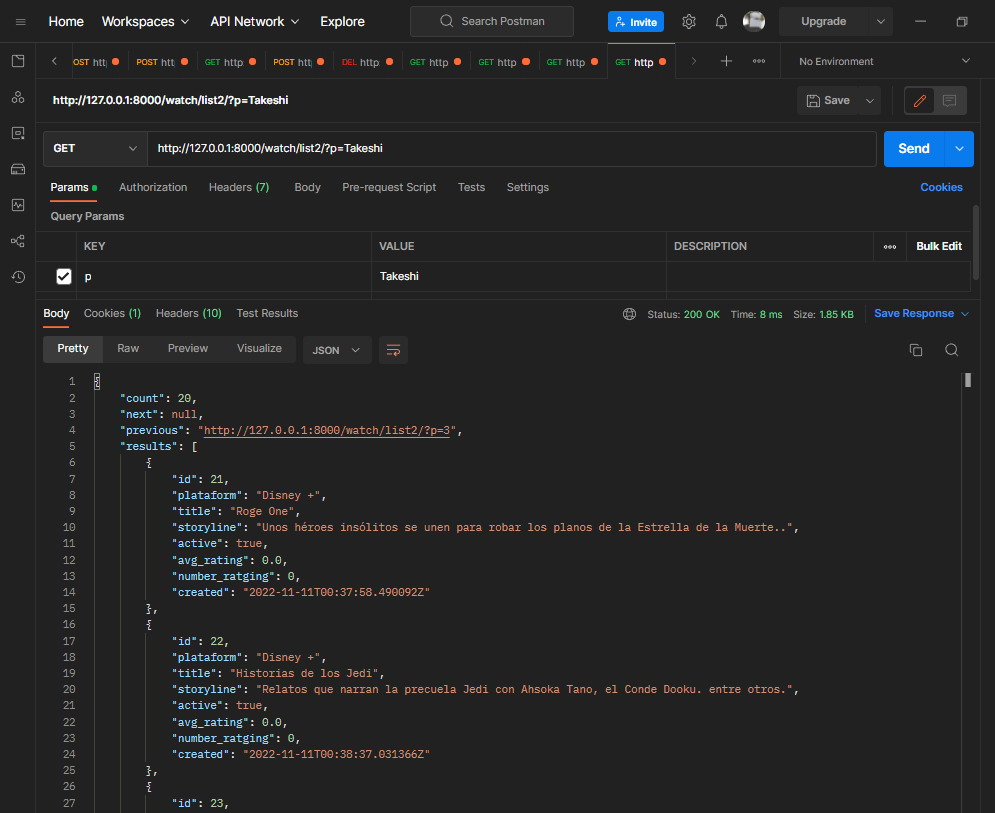 Home Workspaces API Network Explore Search Postman Invite Upgrade
OST htt POST htt GET http POST htt DEL http GET http GET http GET http GET http No Environment
http://127.0.0.1:8000/watch/list2/?p=Takeshi Save
GET http://127.0.0.1:8000/watch/list2/?p=Takeshi Send
Params Authorization Headers (7) Body Pre-request Script Tests Settings Cookies
Query Params
KEY VALUE DESCRIPTION Bulk Edit
p Takeshi
Body Cookies (1) Headers (10) Test Results Status: 200 OK Time: 8 ms Size: 1.85 KB Save Response
Pretty Raw Preview Visualize JSON
1 {
2 "count": 20,
3 "next": null,
4 "previous": "http://127.0.0.1:8000/watch/list2/?p=3",
5 "results": [
6 {
7 "id": 21,
8 "plataform": "Disney +",
9 "title": "Roge One",
10 "storyline": "Unos héroes insólitos se unen para robar los planos de la Estrella de la Muerte..",
11 "active": true,
12 "avg_rating": 0.0,
13 "number_ratging": 0,
14 "created": "2022-11-11T00:37:58.490092Z"
15 },
16 {
17 "id": 22,
18 "plataform": "Disney +",
19 "title": "Historias de los Jedi",
20 "storyline": "Relatos que narran la precuela Jedi con Ahsoka Tano, el Conde Dooku. entre otros.",
21 "active": true,
22 "avg_rating": 0.0,
23 "number_ratging": 0,
24 "created": "2022-11-11T00:38:37.031366Z"
25 },
26 {
27 "id": 23,